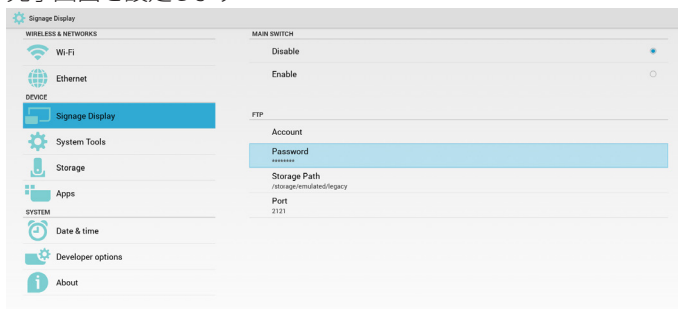 Signage Display
WIRELESS & NETWORKS
Wi-Fi
Ethernet
DEVICE
Signage Display
System Tools
Storage
Apps
SYSTEM
Date & time
Developer options
About
MAIN SWITCH
Disable
Enable
FTP
Account
Password
********
Storage Path
/storage/emulated/legacy
Port
2121